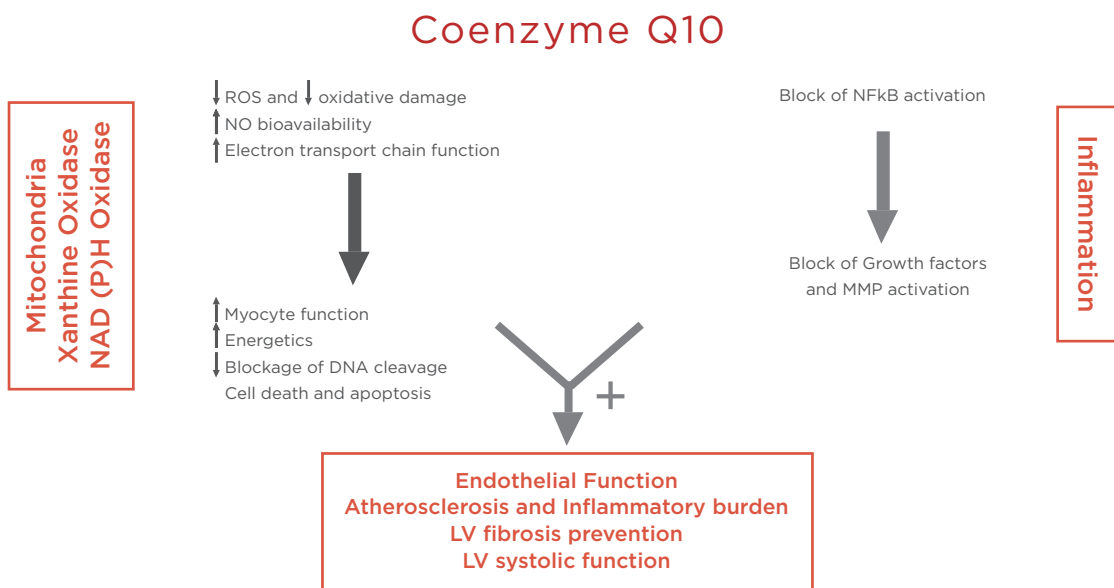 Coenzyme Q10
Mitochondria
Xanthine Oxidase
NAD (P)H Oxidase
↓ ROS and ↓ oxidative damage
↑ NO bioavailability
↑ Electron transport chain function
↑ Myocyte function
↑ Energetics
↓ Blockage of DNA cleavage
Cell death and apoptosis
Block of NFkB activation
Block of Growth factors
and MMP activation
Inflammation
+
Endothelial Function
Atherosclerosis and Inflammatory burden
LV fibrosis prevention
LV systolic function